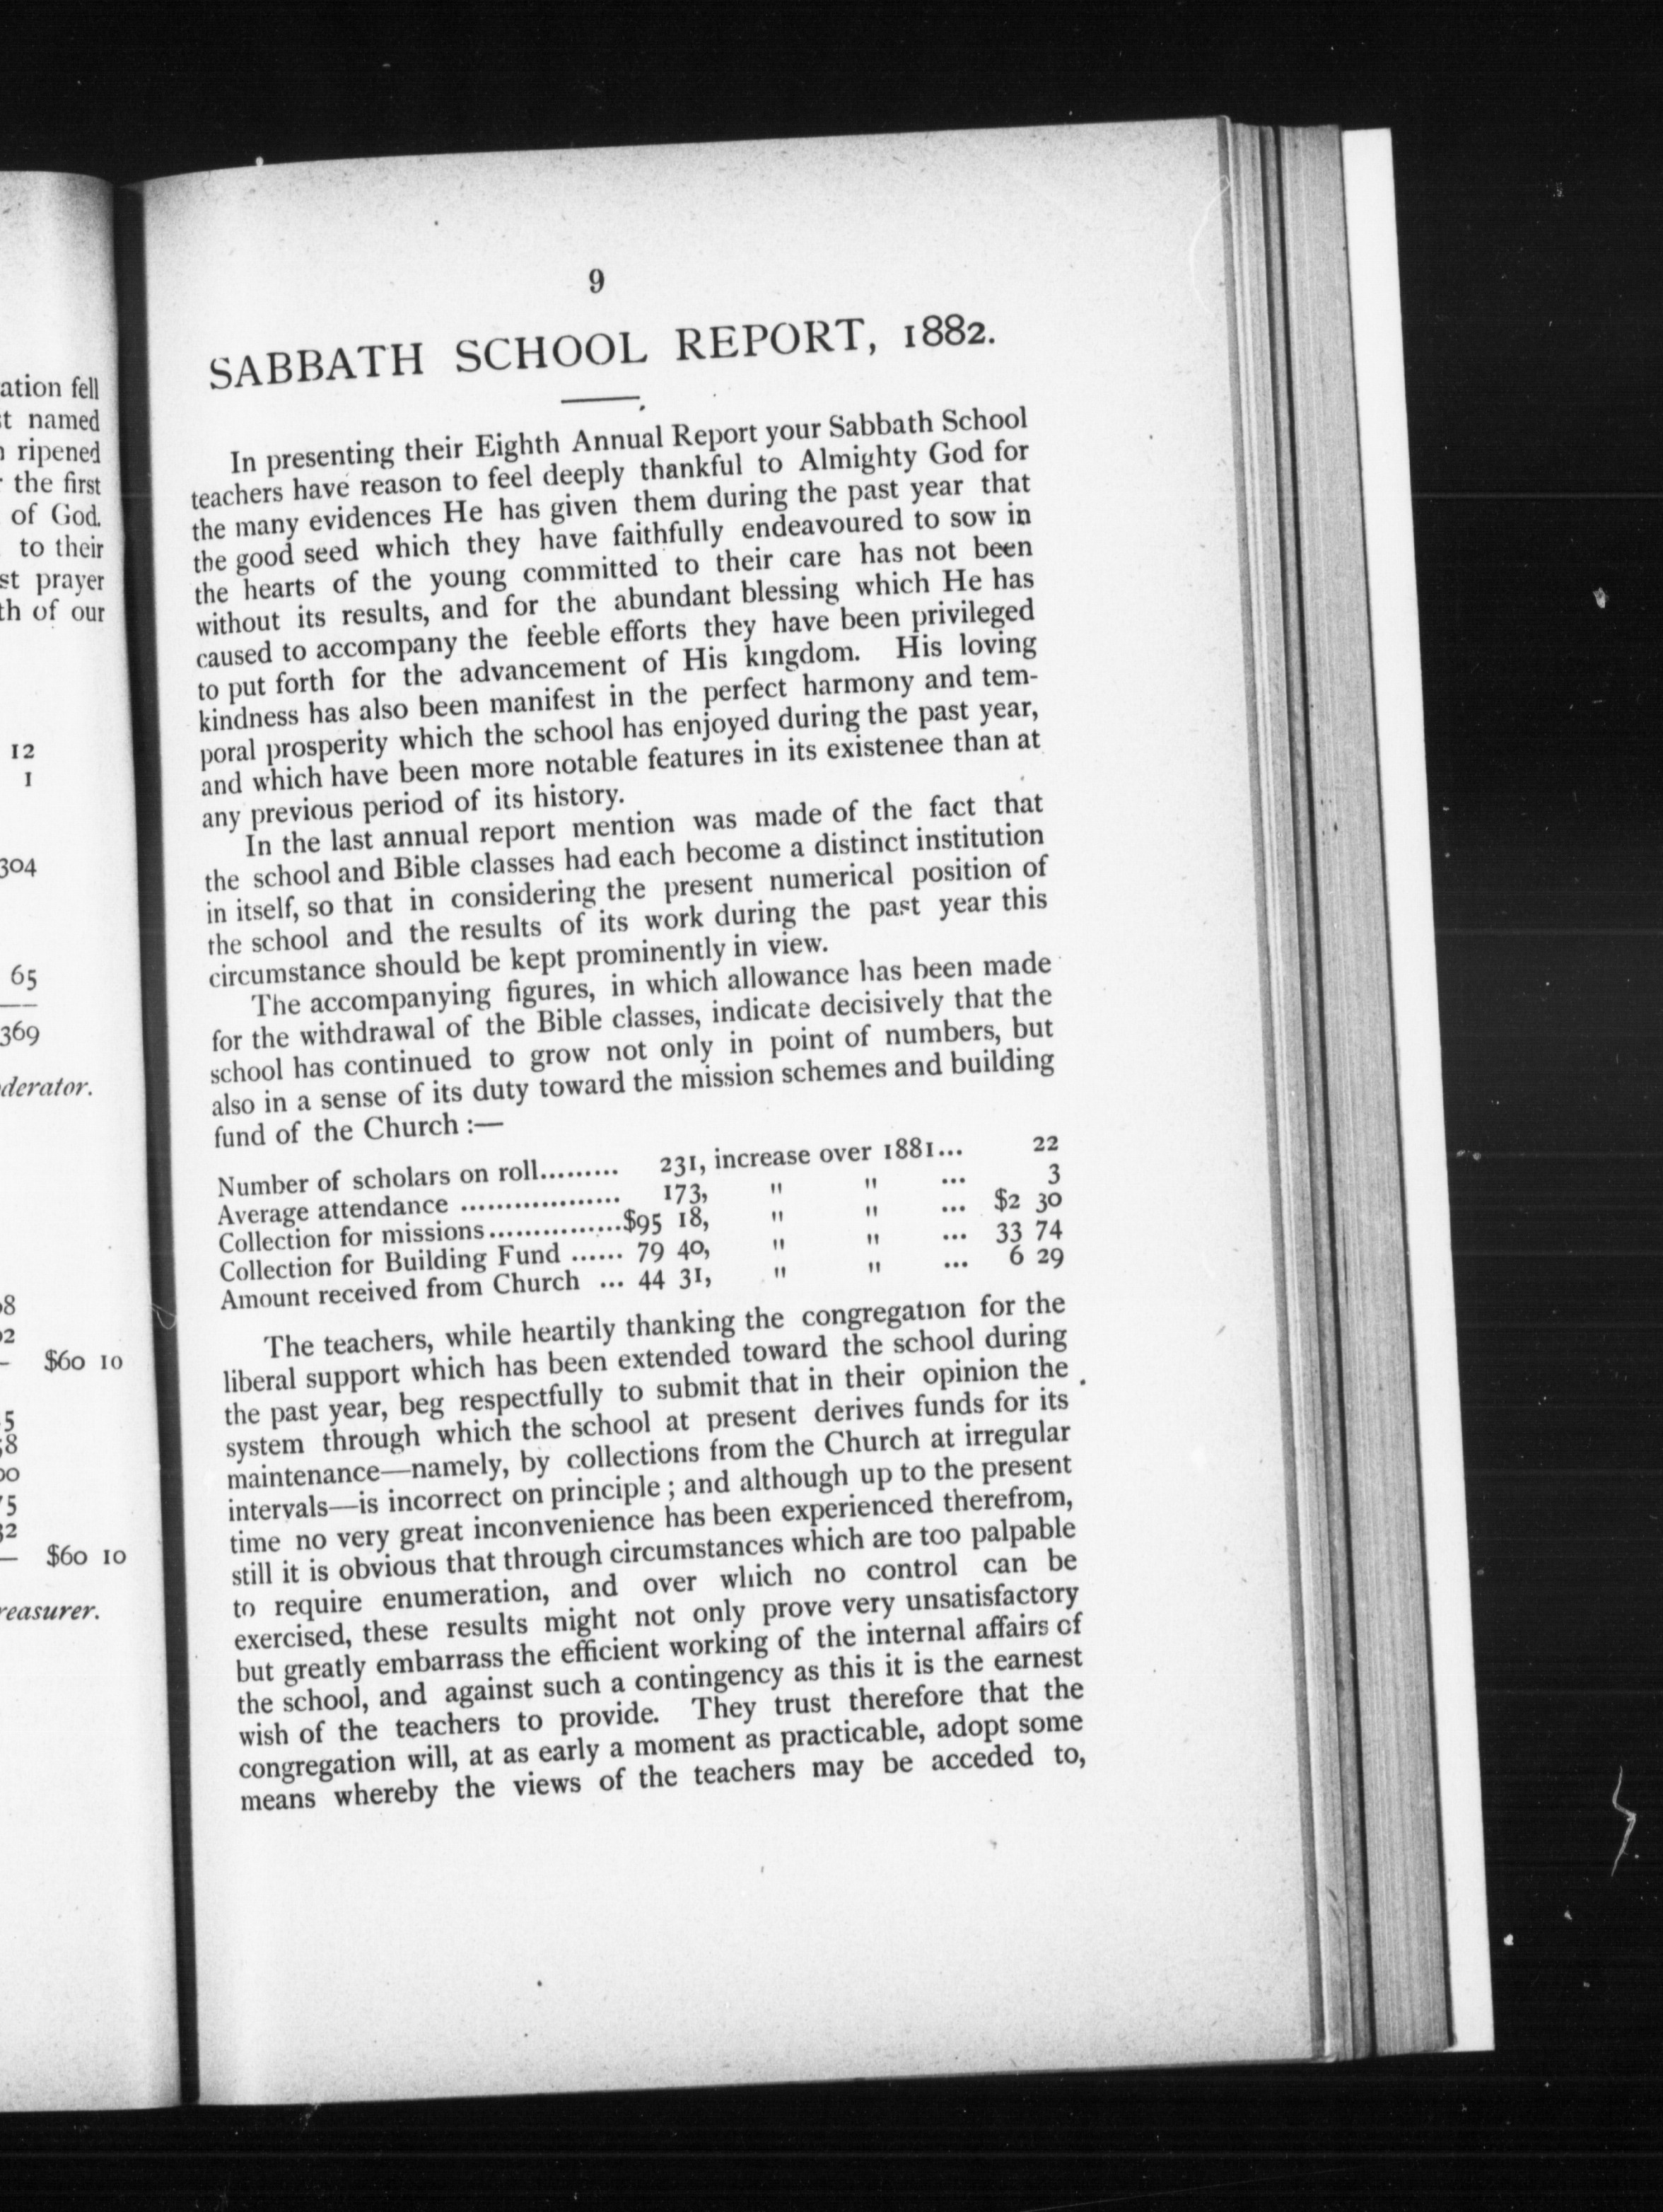 ation fell
named
ripened
the first
of God.
to their
prayer
of our
12
1
304
65
369
$60 10
$60 10
9
SABBATH SCHOOL REPORT, 1882.
In presenting their Eighth Annual Report your Sabbath School
teachers have reason to feel deeply thankful to Almighty God for
the many evidences He has given them during the past year that
the good seed which they have faithfully endeavoured to sow in
the hearts of the young committed to their care has not been
without its results, and for the abundant blessing which He has
caused to accompany the feeble efforts they have been privileged
to put forth for the advancement of His kingdom. His loving
kindness has also been manifest in the perfect harmony and tem-
poral prosperity which the school has enjoyed during the past year,
and which have been more notable features in its existenee than at
any previous period of its history.
In the last annual report mention was made of the fact that
the school and Bible classes had each become a distinct institution
in itself, so that in considering the present numerical position of
the school and the results of its work during the past year this
circumstance should be kept prominently in view.
The accompanying figures, in which allowance has been made
for the withdrawal of the Bible classes, indicate decisively that the
school has continued to grow not only in point of numbers, but
also in a sense of its duty toward the mission schemes and building
fund of the Church :—
Number of scholars on roll......... 231, increase over 1881... 22
Average attendance .................. 173, " " ... 3
Collection for missions...............$95 18, " " ... $2 30
Collection for Building Fund ...... 79 40, " " ... 33 74
Amount received from Church ... 44 31, " " ... 6 29
The teachers, while heartily thanking the congregation for the
liberal support which has been extended toward the school during
the past year, beg respectfully to submit that in their opinion the
system through which the school at present derives funds for its
maintenance—namely, by collections from the Church at irregular
intervals—is incorrect on principle ; and although up to the present
time no very great inconvenience has been experienced therefrom,
still it is obvious that through circumstances which are too palpable
to require enumeration, and over which no control can be
exercised, these results might not only prove very unsatisfactory
but greatly embarrass the efficient working of the internal affairs of
the school, and against such a contingency as this it is the earnest
wish of the teachers to provide. They trust therefore that the
congregation will, at as early a moment as practicable, adopt some
means whereby the views of the teachers may be acceded to,